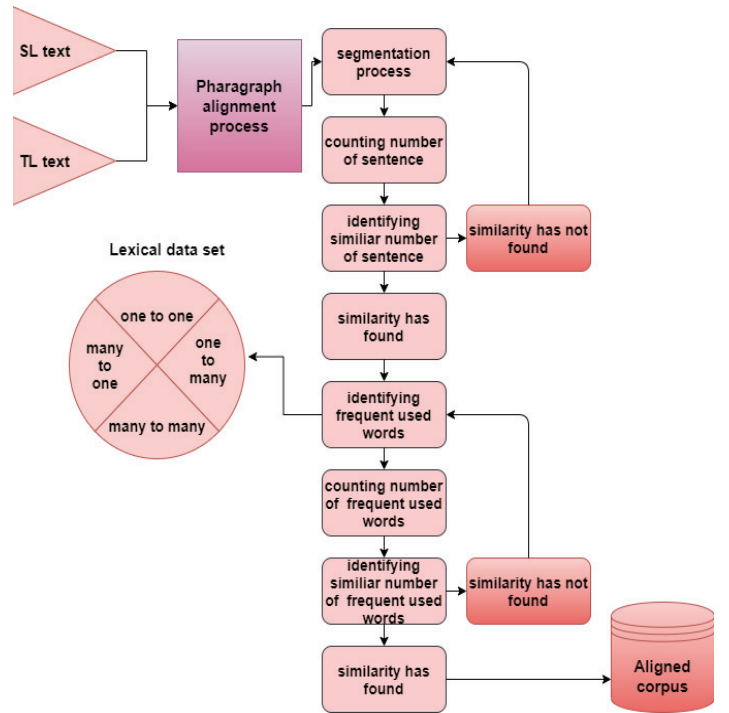 SL text
TL text
Pharagraph
alignment
process
segmentation
process
counting number
of sentence
identifying
similiar number
of sentence
similarity has not
found
similarity has
found
Lexical data set
one to one
many
to
one
one
to
many
many to many
identifying
frequent used
words
counting number
of frequent used
words
identifying
similiar number
of frequent used
words
similarity has not
found
similarity has
found
Aligned
corpus